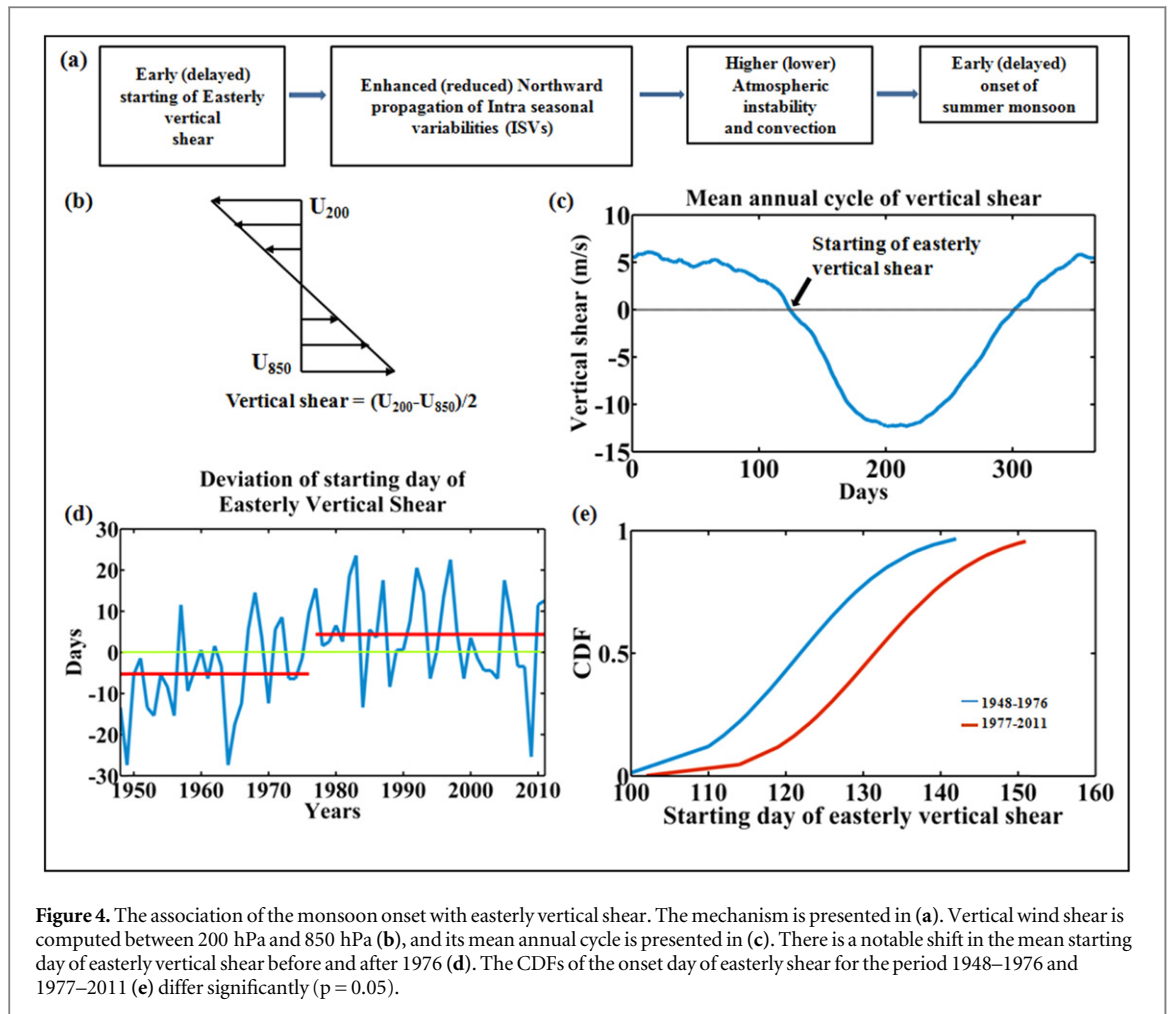 (a)
Early (delayed)
starting of Easterly
vertical
shear
Enhanced (reduced) Northward
propagation of Intra seasonal
variabilities (ISVs)
Higher (lower)
Atmospheric
instability
and convection
Early (delayed)
onset of
summer monsoon
(b)
U200
U850
Vertical shear = (U200-U850)/2
(c)
Mean annual cycle of vertical shear
Vertical shear (m/s)
10
5
0
-5
-10
-15
Starting of easterly
vertical shear
0 100 200 300
Days
Deviation of starting day of
Easterly Vertical Shear
(d)
Days
30
20
10
0
-10
-20
-30
1950 1960 1970 1980 1990 2000 2010
Years
(e)
CDF
1
0.5
0
1948-1976
1977-2011
100 110 120 130 140 150 160
Starting day of easterly vertical shear
Figure 4. The association of the monsoon onset with easterly vertical shear. The mechanism is presented in (a). Vertical wind shear is
computed between 200 hPa and 850 hPa (b), and its mean annual cycle is presented in (c). There is a notable shift in the mean starting
day of easterly vertical shear before and after 1976 (d). The CDFs of the onset day of easterly shear for the period 1948–1976 and
1977–2011 (e) differ significantly (p = 0.05).